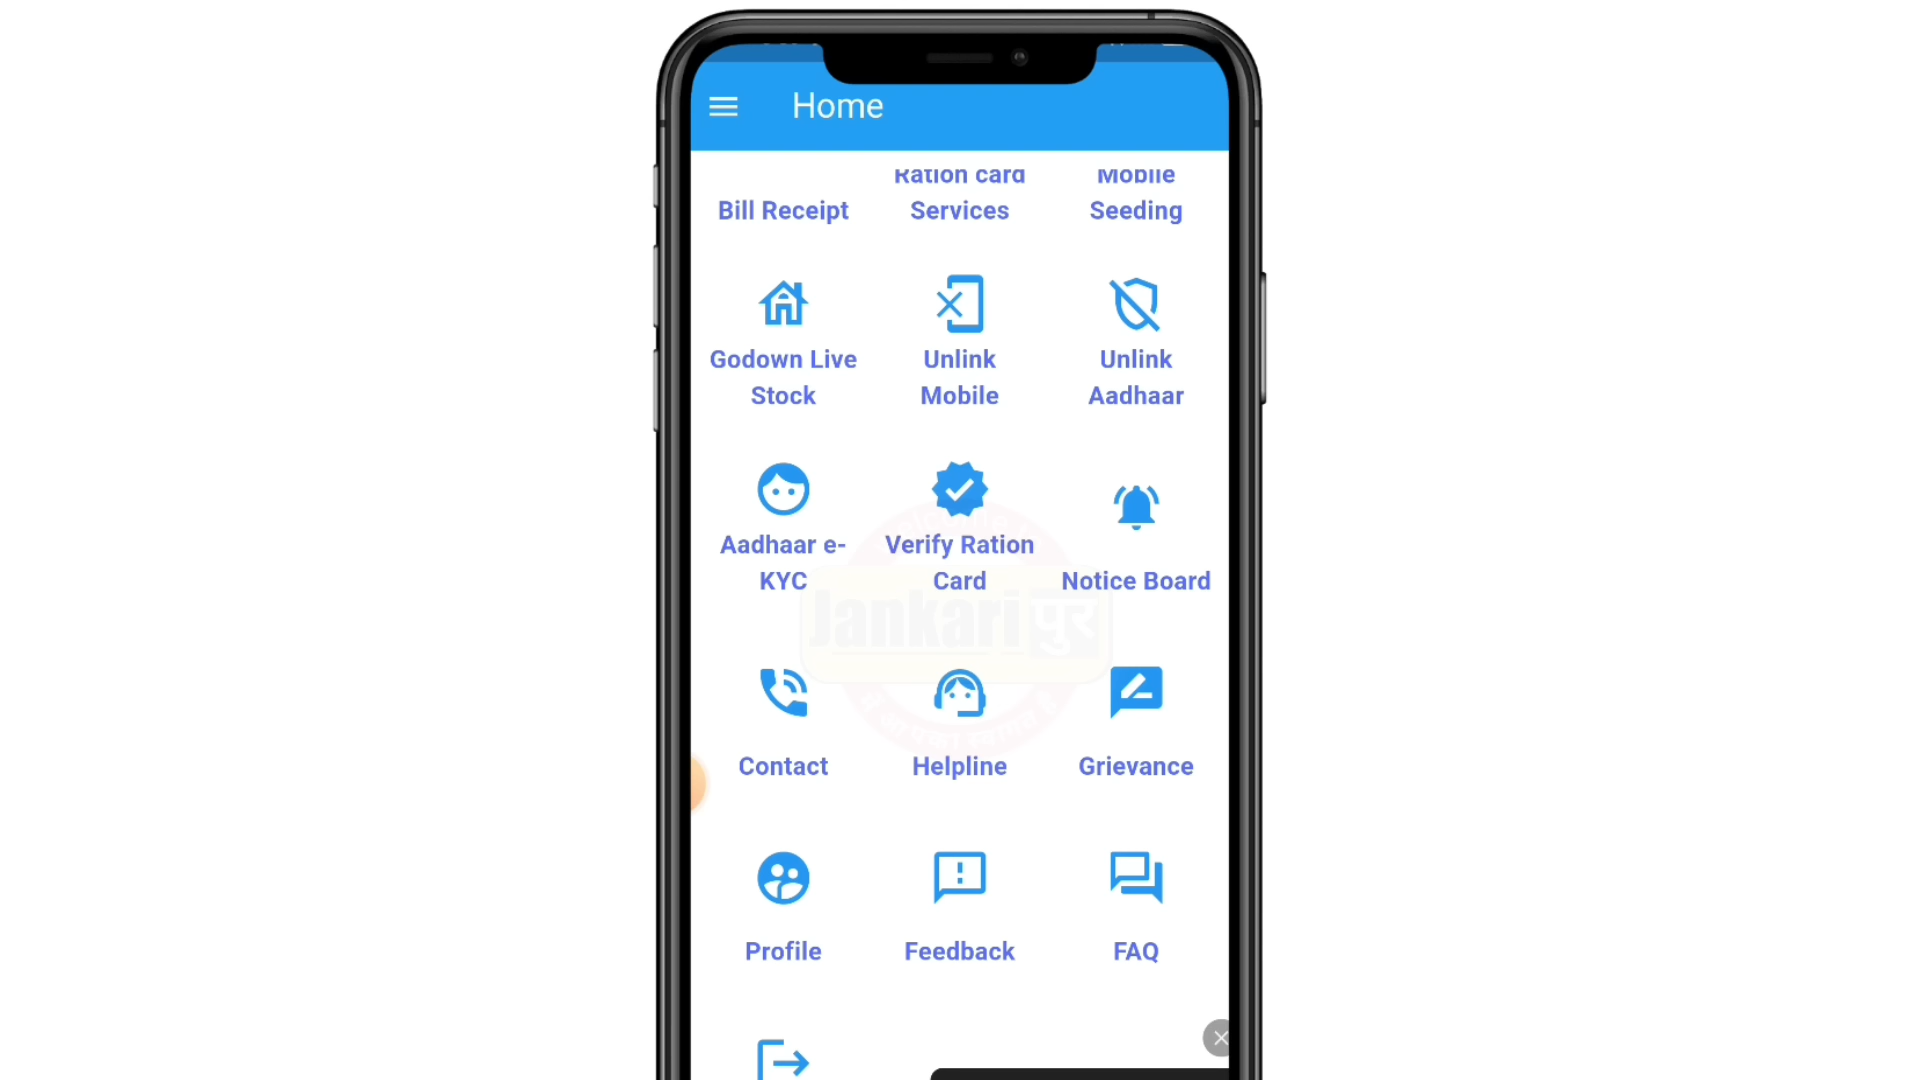 Home
Bill Receipt
Ration card
Services
Mobile
Seeding
Godown Live
Stock
Unlink
Mobile
Unlink
Aadhaar
Aadhaar e-
KYC
Verify Ration
Card
Notice Board
Jankari पुर
Contact
Helpline
Grievance
Profile
Feedback
FAQ